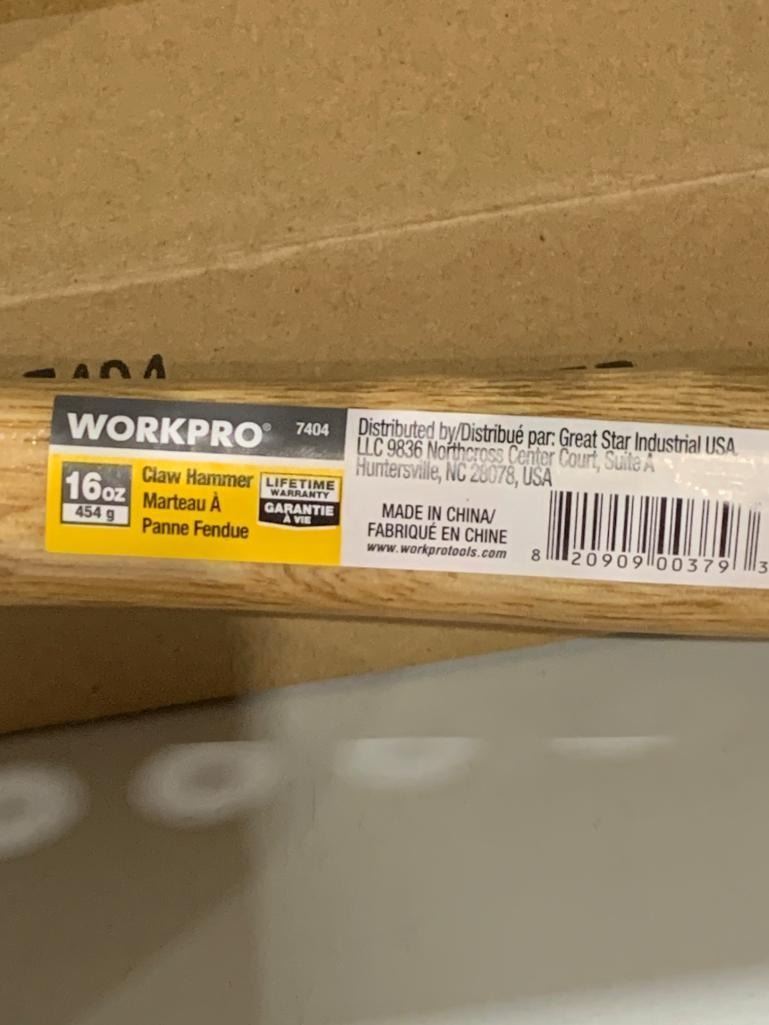 WORKPRO® 7404
16oz
454 g
Claw Hammer
Marteau À
Panne Fendue
LIFETIME
WARRANTY
GARANTIE
À VIE
Distributed by/Distribué par: Great Star Industrial USA
LLC 9836 Northcross Center Court, Suite A
Huntersville, NC 28078, USA
MADE IN CHINA/
FABRIQUÉ EN CHINE
www.workprotools.com
8 20909 00379 3